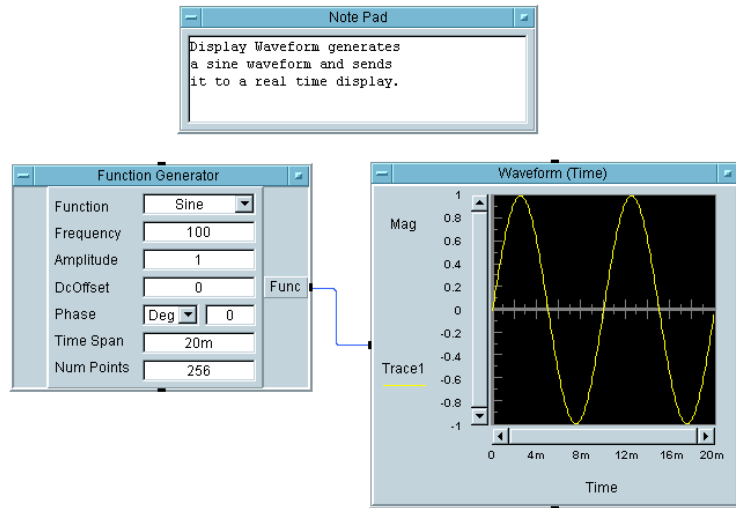 Note Pad
Display Waveform generates
a sine waveform and sends
it to a real time display.
Function Generator
Function Sine
Frequency 100
Amplitude 1
DcOffset 0
Phase Deg 0
Time Span 20m
Num Points 256
Func
Waveform (Time)
Mag
Trace1
1
0.8
0.6
0.4
0.2
0
-0.2
-0.4
-0.6
-0.8
-1
0 4m 8m 12m 16m 20m
Time